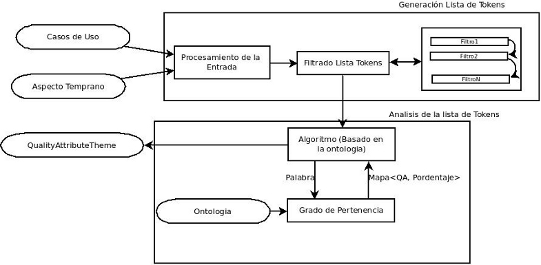 Generación Lista de Tokens
Casos de Uso
Procesamiento de la
Entrada
Filtrado Lista Tokens
Filtro1
Filtro2
FiltroN
Aspecto Temprano
Analisis de la lista de Tokens
Algoritmo (Basado en
la ontologia)
QualityAttributeTheme
Palabra
Mapa<QA, Pordentaje>
Ontologia
Grado de Pertenencia